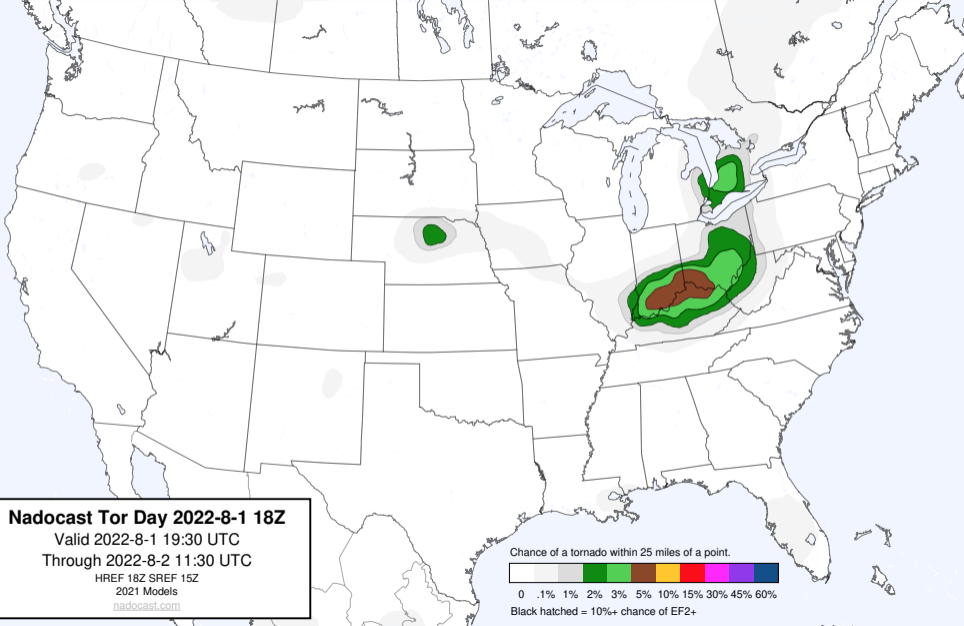 Nadocast Tor Day 2022-8-1 18Z
Valid 2022-8-1 19:30 UTC
Through 2022-8-2 11:30 UTC
HREF 18Z SREF 15Z
2021 Models
nadocast.com
Chance of a tornado within 25 miles of a point.
0 .1% 1% 2% 3% 5% 10% 15% 30% 45% 60%
Black hatched = 10%+ chance of EF2+